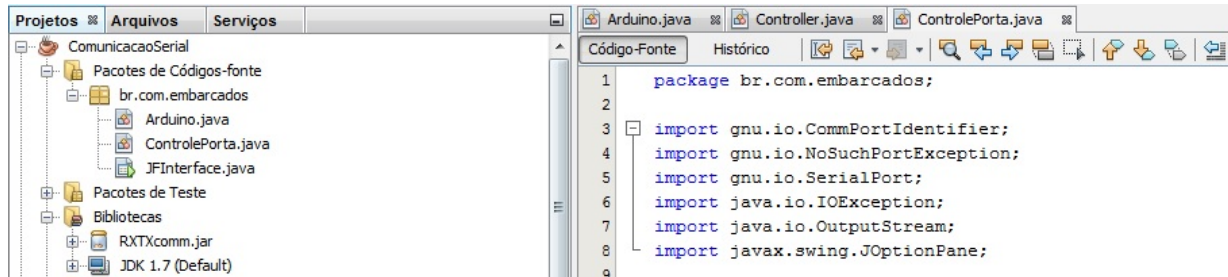 Projetos Arquivos Serviços
ComunicacaoSerial
Pacotes de Códigos-fonte
br.com.embarcados
Arduino.java
ControlePorta.java
JFInterface.java
Pacotes de Teste
Bibliotecas
RXTXcomm.jar
JDK 1.7 (Default)
Arduino.java Controller.java ControlePorta.java
Código-Fonte Histórico
1 package br.com.embarcados;
2
3 import gnu.io.CommPortIdentifier;
4 import gnu.io.NoSuchPortException;
5 import gnu.io.SerialPort;
6 import java.io.IOException;
7 import java.io.OutputStream;
8 import javax.swing.JOptionPane;
9